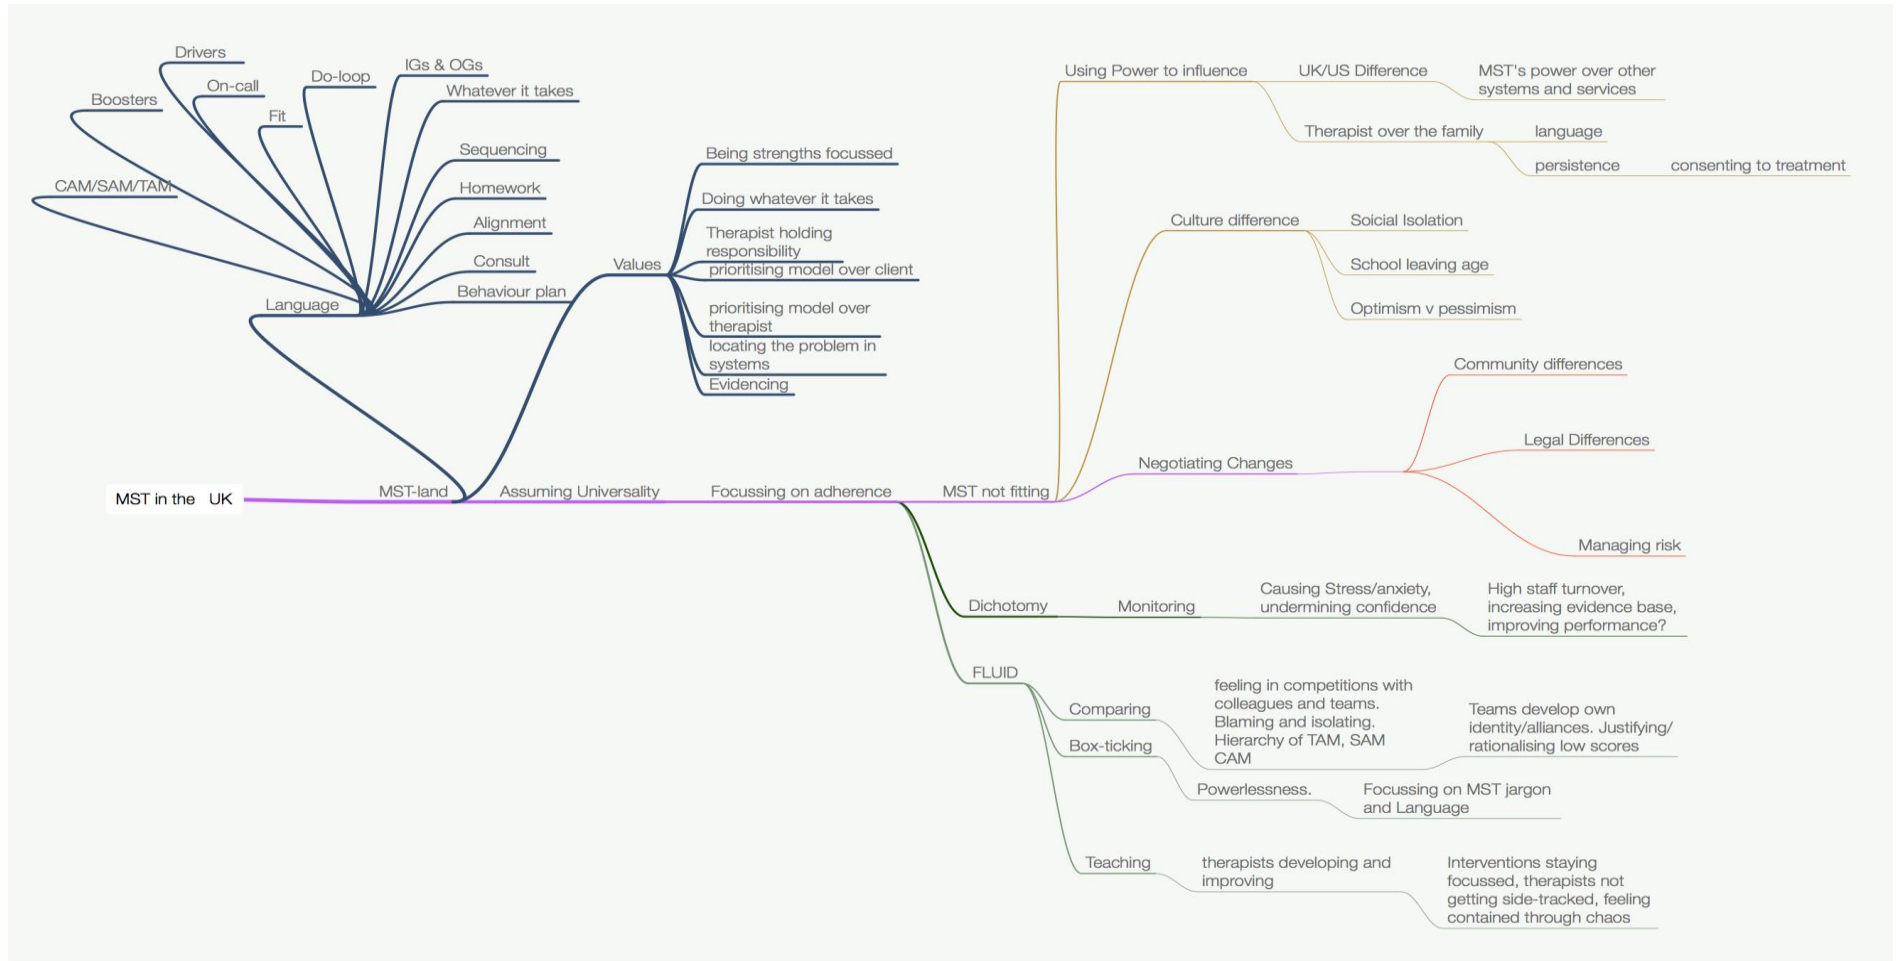 MST in the   UK
MST-land
Language
CAM/SAM/TAM
Boosters
Drivers
On-call
Fit
Do-loop
IGs & OGs
Whatever it takes
Sequencing
Homework
Alignment
Consult
Behaviour plan
Values
Being strengths focussed
Doing whatever it takes
Therapist holding
responsibility
prioritising model over client
prioritising model over
therapist
locating the problem in
systems
Evidencing
Assuming Universality
Focussing on adherence
MST not fitting
Using Power to influence
UK/US Difference
MST's power over other
systems and services
Therapist over the family
language
persistence
consenting to treatment
Culture difference
Soicial Isolation
School leaving age
Optimism v pessimism
Negotiating Changes
Community differences
Legal Differences
Managing risk
Dichotomy
Monitoring
Causing Stress/anxiety,
undermining confidence
High staff turnover,
increasing evidence base,
improving performance?
FLUID
Comparing
feeling in competitions with
colleagues and teams.
Blaming and isolating.
Hierarchy of TAM, SAM
CAM
Teams develop own
identity/alliances. Justifying/
rationalising low scores
Box-ticking
Powerlessness.
Focussing on MST jargon
and Language
Teaching
therapists developing and
improving
Interventions staying
focussed, therapists not
getting side-tracked, feeling
contained through chaos